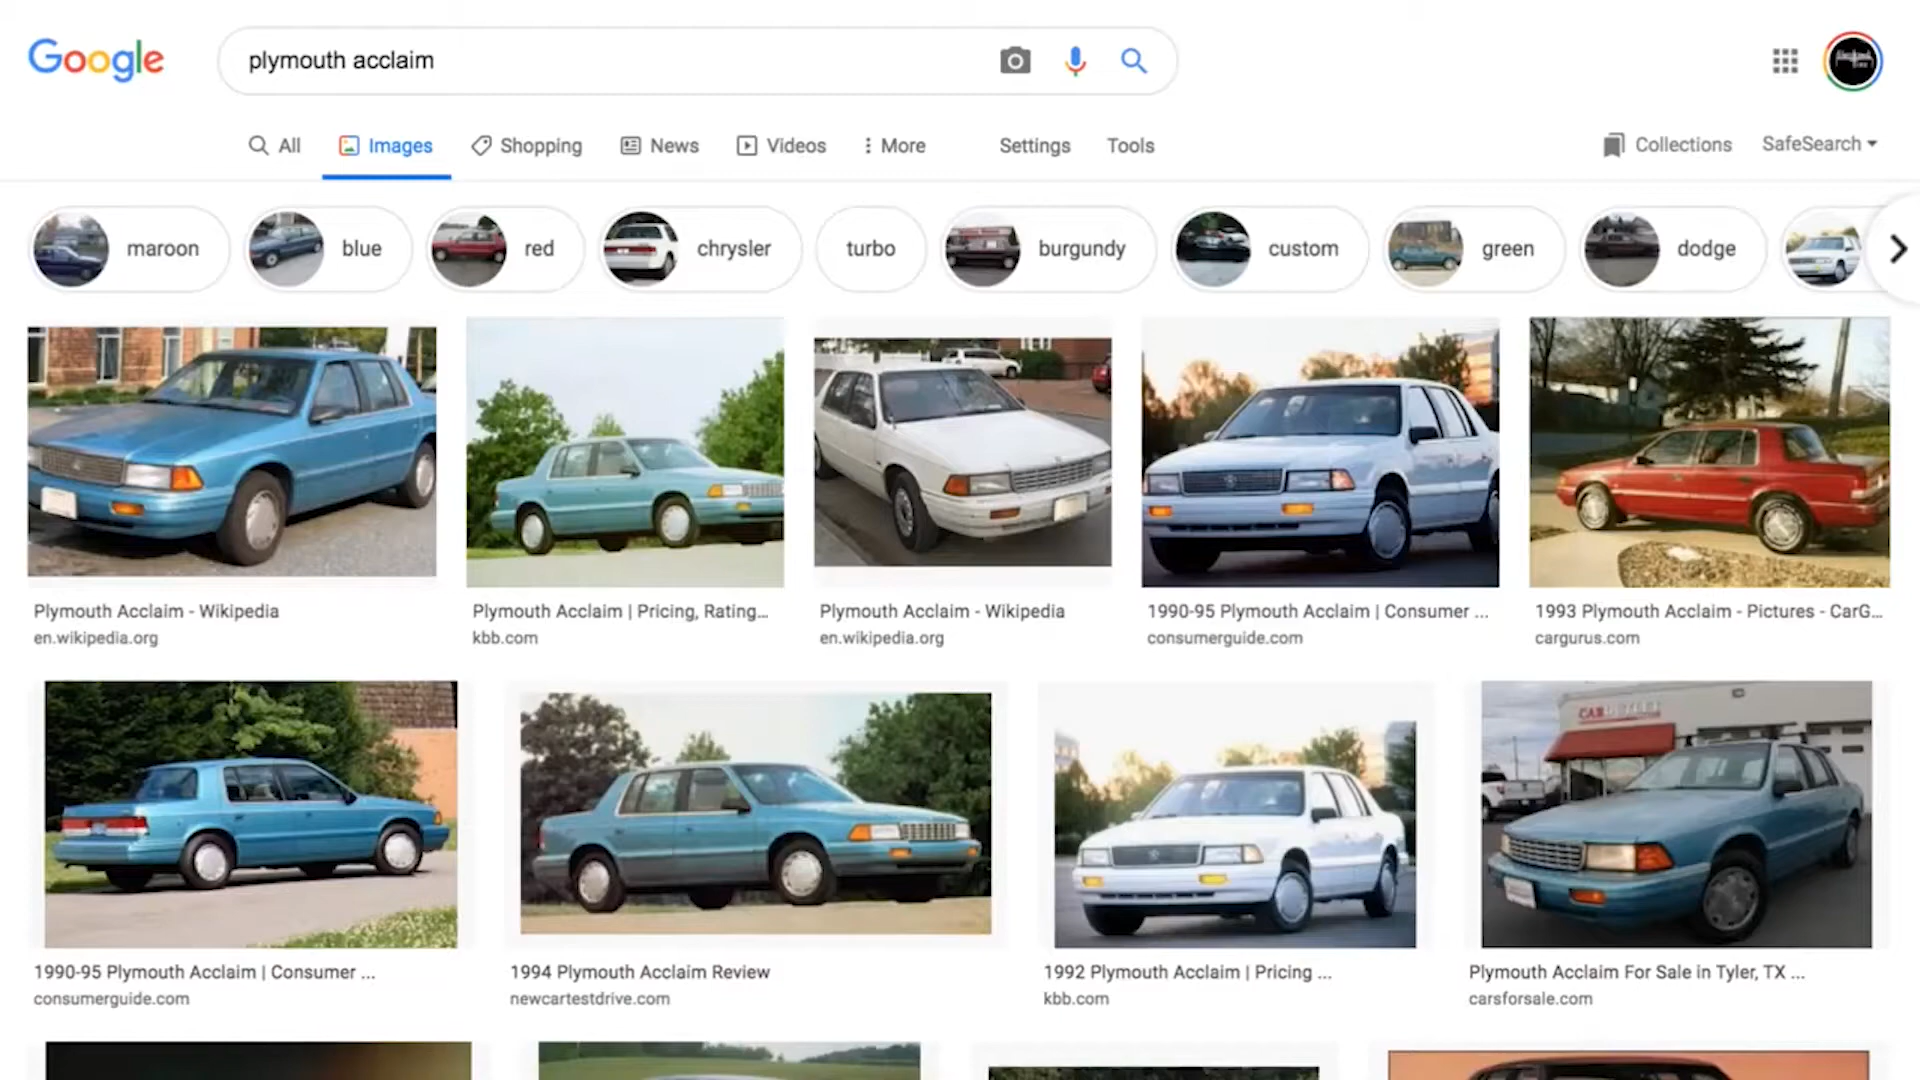 Google
plymouth acclaim
All Images Shopping News Videos More Settings Tools Collections SafeSearch
maroon blue red chrysler turbo burgundy custom green dodge
Plymouth Acclaim - Wikipedia
en.wikipedia.org
Plymouth Acclaim | Pricing, Rating...
kbb.com
Plymouth Acclaim - Wikipedia
en.wikipedia.org
1990-95 Plymouth Acclaim | Consumer ...
consumerguide.com
1993 Plymouth Acclaim - Pictures - CarG...
cargurus.com
1990-95 Plymouth Acclaim | Consumer ...
consumerguide.com
1994 Plymouth Acclaim Review
newcartestdrive.com
1992 Plymouth Acclaim | Pricing ...
kbb.com
CAR OUTLET
Plymouth Acclaim For Sale in Tyler, TX ...
carsforsale.com